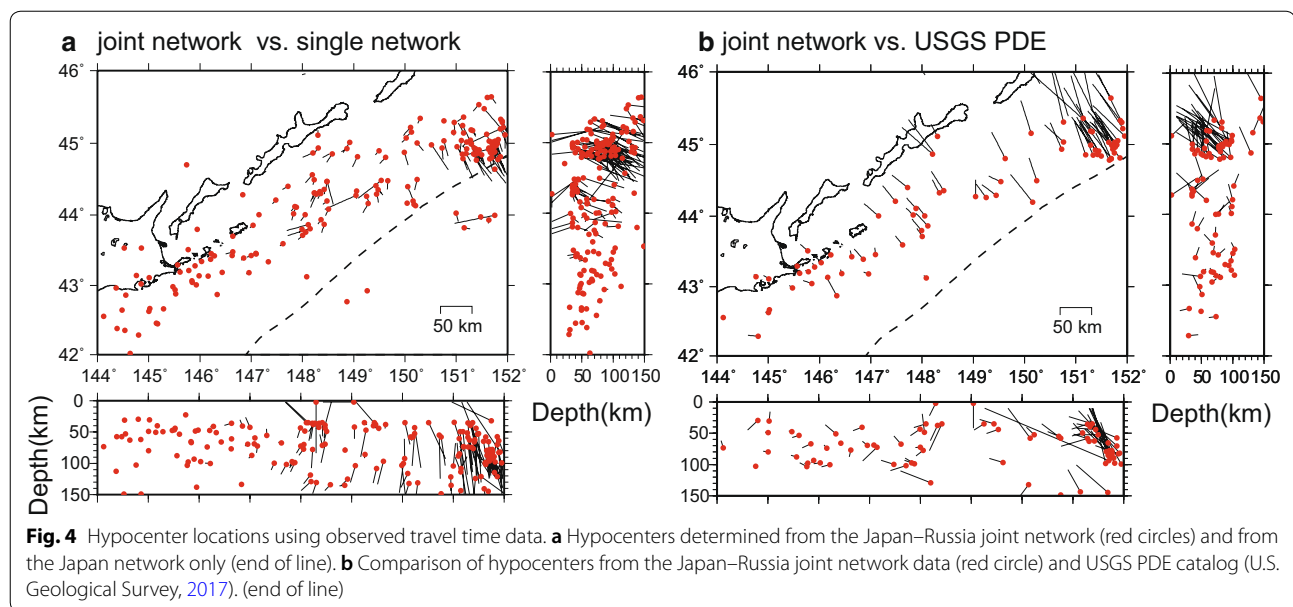 a joint network vs. single network
b joint network vs. USGS PDE
46°
45°
44°
43°
42°
144° 145° 146° 147° 148° 149° 150° 151° 152°
50 km
0 50 100 150
Depth(km)
0
50
100
150
Depth(km)
46°
45°
44°
43°
42°
144° 145° 146° 147° 148° 149° 150° 151° 152°
50 km
0 50 100 150
Depth(km)
0
50
100
150
Fig. 4 Hypocenter locations using observed travel time data. a Hypocenters determined from the Japan–Russia joint network (red circles) and from
the Japan network only (end of line). b Comparison of hypocenters from the Japan–Russia joint network data (red circle) and USGS PDE catalog (U.S.
Geological Survey, 2017). (end of line)